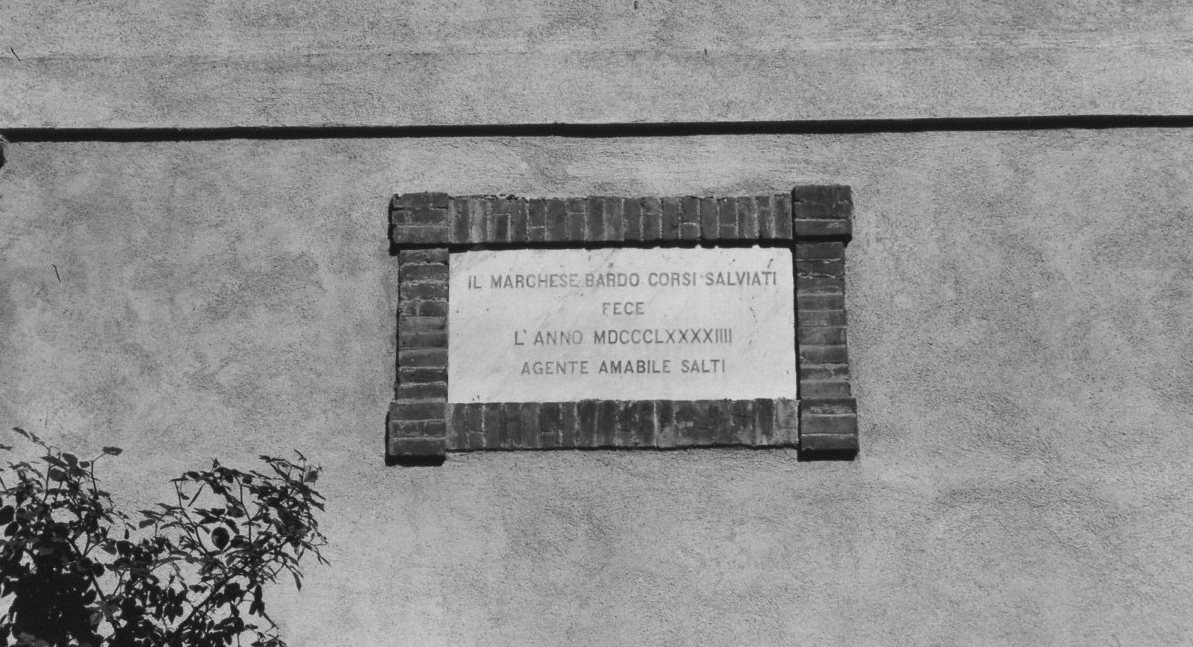 IL MARCHESE BARDO CORSI SALVIATI
FECE
L' ANNO MDCCCLXXXXIIII
AGENTE AMABILE SALTI